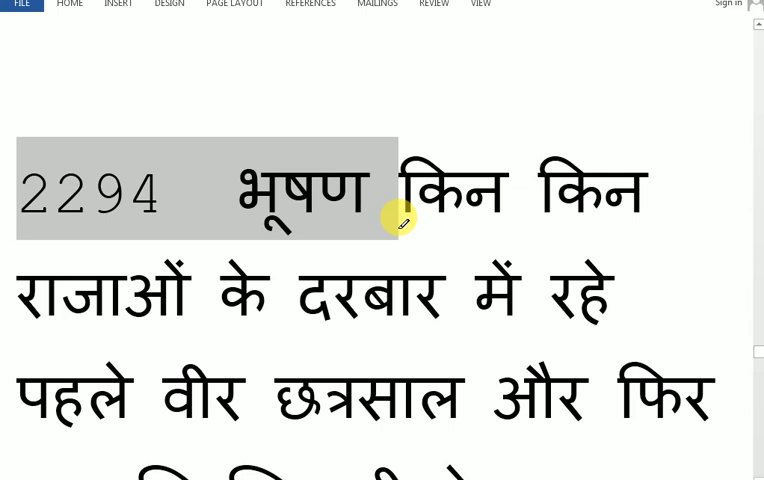 FILE HOME INSERT DESIGN PAGE LAYOUT REFERENCES MAILINGS REVIEW VIEW Sign in
2294 भूषण किन किन
राजाओं के दरबार में रहे
पहले वीर छत्रसाल और फिर